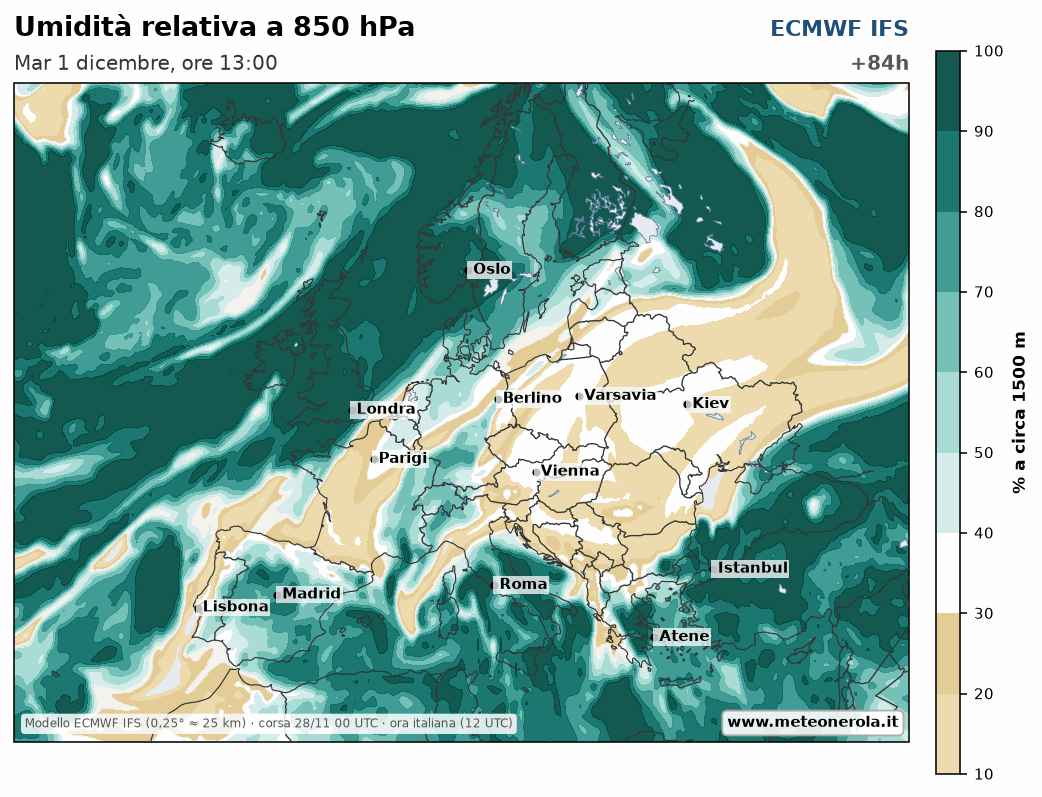 Umidità relativa a 850 hPa
ECMWF IFS
Mar 1 dicembre, ore 13:00
+84h
100
90
80
70
60
50
40
30
20
10
% a circa 1500 m
Oslo
Londra
Berlino
Varsavia
Kiev
Parigi
Vienna
Istanbul
Roma
Madrid
Lisbona
Atene
Modello ECMWF IFS (0,25° ≈ 25 km) · corsa 28/11 00 UTC · ora italiana (12 UTC)
www.meteonerola.it